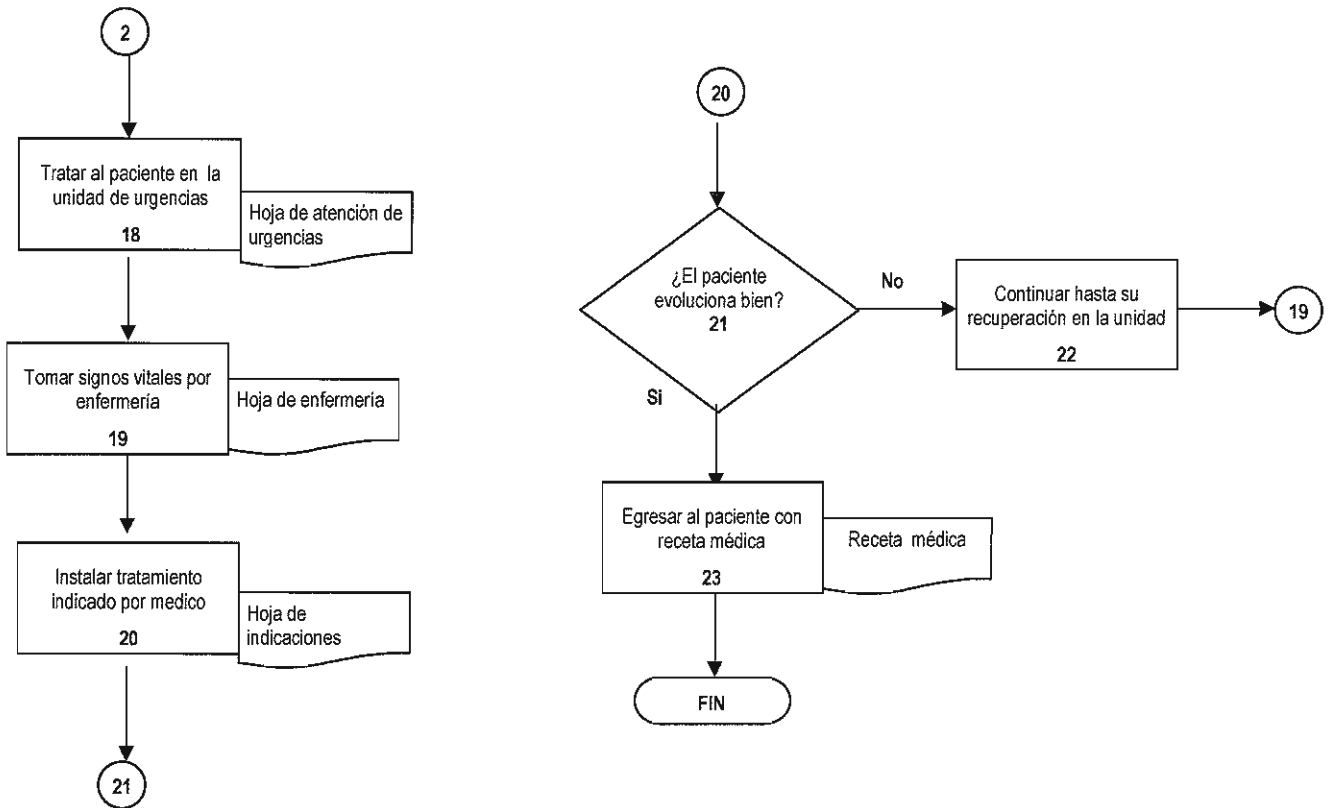 2
Tratar al paciente en la
unidad de urgencias
18
Hoja de atención de
urgencias
Tomar signos vitales por
enfermería
19
Hoja de enfermería
Instalar tratamiento
indicado por medico
20
Hoja de
indicaciones
21
20
¿El paciente
evoluciona bien?
21
No
Continuar hasta su
recuperación en la unidad
22
19
Si
Egresar al paciente con
receta médica
23
Receta médica
FIN